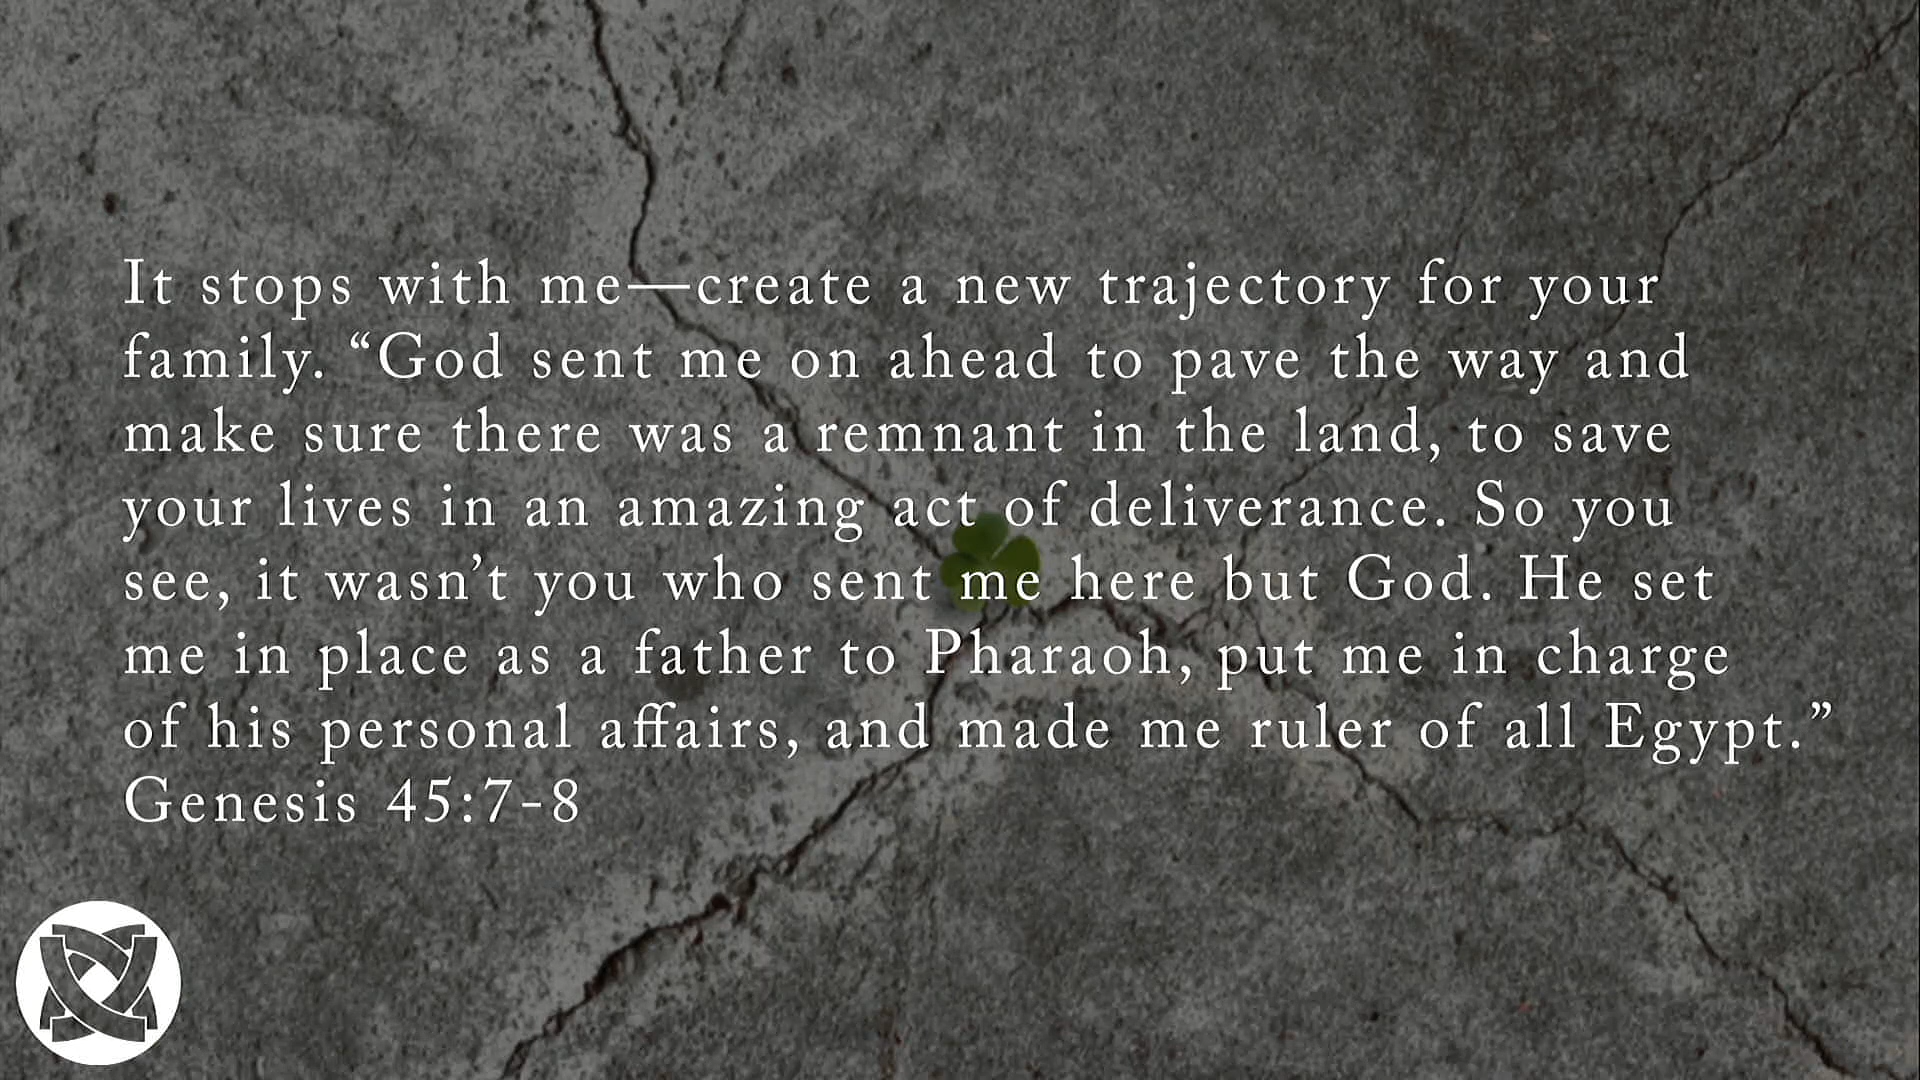 It stops with me—create a new trajectory for your
family. “God sent me on ahead to pave the way and
make sure there was a remnant in the land, to save
your lives in an amazing act of deliverance. So you
see, it wasn’t you who sent me here but God. He set
me in place as a father to Pharaoh, put me in charge
of his personal affairs, and made me ruler of all Egypt.”
Genesis 45:7-8